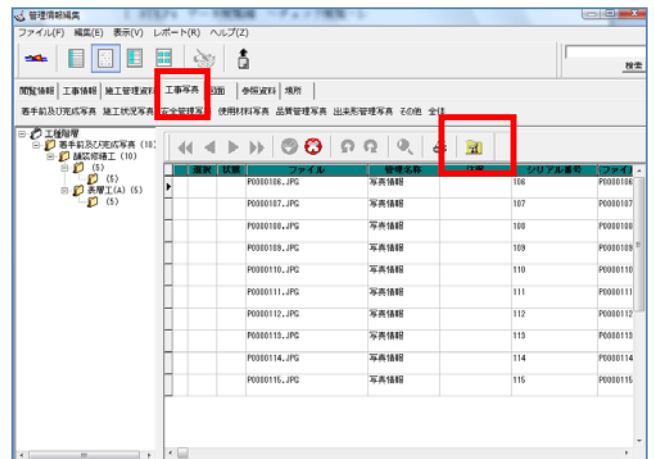 管理情報編集
ファイル(F) 編集(E) 表示(V) レポート(R) ヘルプ(Z)
検索
閲覧情報 工事情報 施工管理資料 工事写真 図面 参照資料 場所
着手前及び完成写真 施工状況写真 安全管理写真 使用材料写真 品質管理写真 出来形管理写真 その他 全体
工種階層
着手前及び完成写真 (10)
舗装修繕工 (10)
(5)
(5)
表層工(A) (5)
(5)
選択 状態 ファイル 管理名称 シリアル番号 ファイル
P0000106.JPG 写真情報 106 P0000106
P0000107.JPG 写真情報 107 P0000107
P0000108.JPG 写真情報 108 P0000108
P0000109.JPG 写真情報 109 P0000109
P0000110.JPG 写真情報 110 P0000110
P0000111.JPG 写真情報 111 P0000111
P0000112.JPG 写真情報 112 P0000112
P0000113.JPG 写真情報 113 P0000113
P0000114.JPG 写真情報 114 P0000114
P0000115.JPG 写真情報 115 P0000115